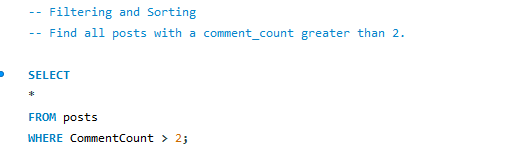 -- Filtering and Sorting
-- Find all posts with a comment_count greater than 2.
SELECT
*
FROM posts
WHERE CommentCount > 2;